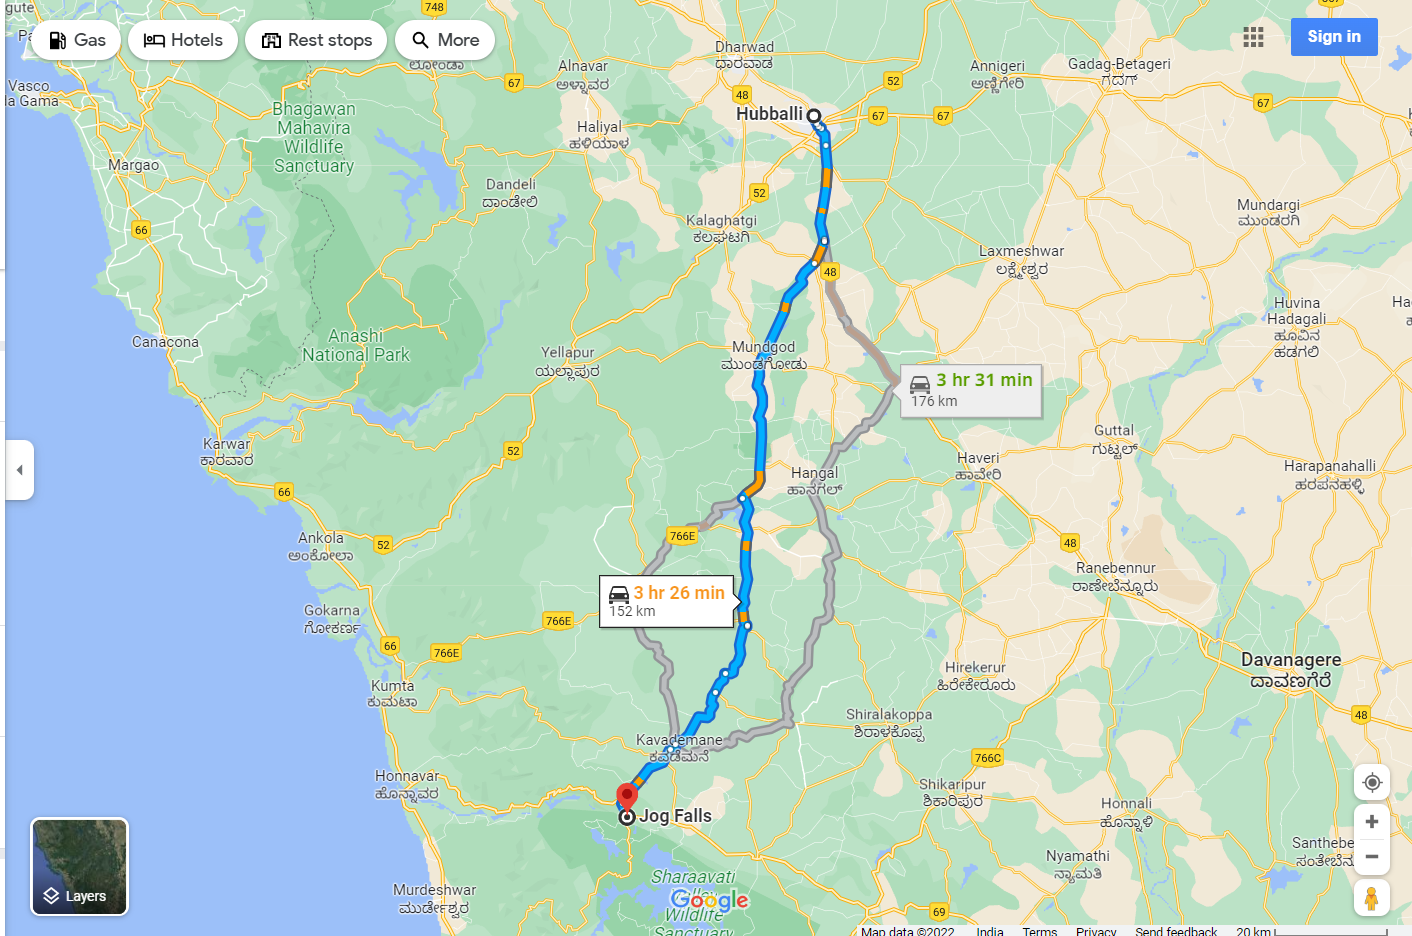 gute
748
Gas
Hotels
Rest stops
More
Sign in
ಲೋಂಡಾ
Vasco
da Gama
67
Alnavar
ಅಳ್ನಾವರ
Dharwad
ಧಾರವಾಡ
48
52
Annigeri
ಅಣ್ಣಿಗೇರಿ
Gadag-Betageri
ಗದಗ್
67
Hubballi
67
67
Bhagawan
Mahavira
Wildlife
Sanctuary
Haliyal
ಹಳಿಯಾಳ
Margao
Dandeli
ದಾಂಡೇಲಿ
52
Kalaghatgi
ಕಲಘಟಗಿ
Mundargi
ಮುಂಡರಗಿ
66
Laxmeshwar
ಲಕ್ಷ್ಮೇಶ್ವರ
48
Huvina
Hadagali
ಹೂವಿನ
ಹಡಗಲಿ
Canacona
Anashi
National Park
Yellapur
ಯಲ್ಲಾಪುರ
Mundgod
ಮುಂಡಗೋಡು
3 hr 31 min
176 km
Karwar
ಕಾರವಾರ
52
Guttal
ಗುಟ್ಟಲ್
Haveri
ಹಾವೇರಿ
Hangal
ಹಾನಗಲ್
Harapanahalli
ಹರಪನಹಳ್ಳಿ
66
Ankola
ಅಂಕೋಲಾ
52
766E
48
Ranebennur
ರಾಣೇಬೆನ್ನೂರು
3 hr 26 min
152 km
Gokarna
ಗೋಕರ್ಣ
766E
66
766E
Hirekerur
ಹಿರೇಕೇರೂರು
Davanagere
ದಾವಣಗೆರೆ
Kumta
ಕುಮಟಾ
Shiralakoppa
ಶಿರಾಳಕೊಪ್ಪ
48
Kavademane
ಕವಡೆಮನೆ
766C
Honnavar
ಹೊನ್ನಾವರ
Shikaripur
ಶಿಕಾರಿಪುರ
Honnali
ಹೊನ್ನಾಳಿ
Jog Falls
Santhebe
ಸಂತೇಬೆನ
Nyamathi
ನ್ಯಾಮತಿ
Layers
Murdeshwar
ಮುರ್ಡೇಶ್ವರ
Sharaavati
Google
Wildlife
Sanctuary
69
Map data ©2022 India Terms Privacy Send feedback 20 km